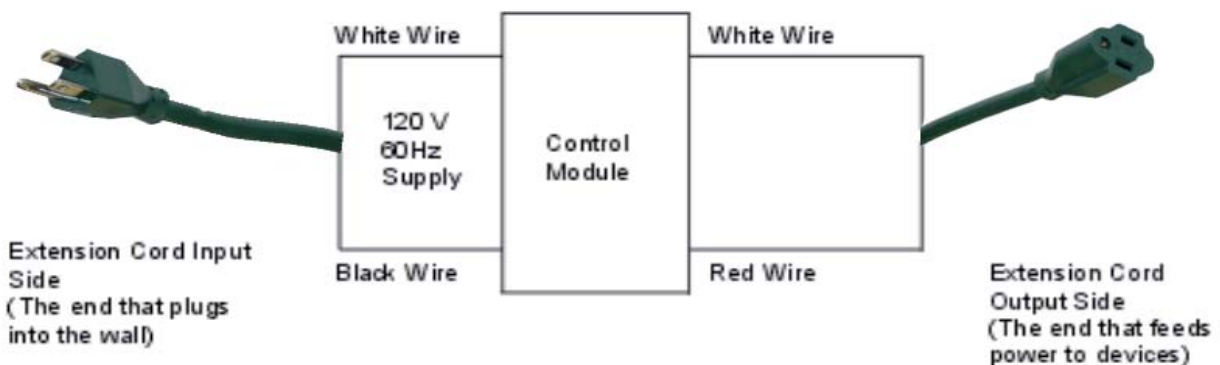 White Wire
White Wire
120 V
60Hz
Supply
Control
Module
Extension Cord Input
Side
(The end that plugs
into the wall)
Black Wire
Red Wire
Extension Cord
Output Side
(The end that feeds
power to devices)